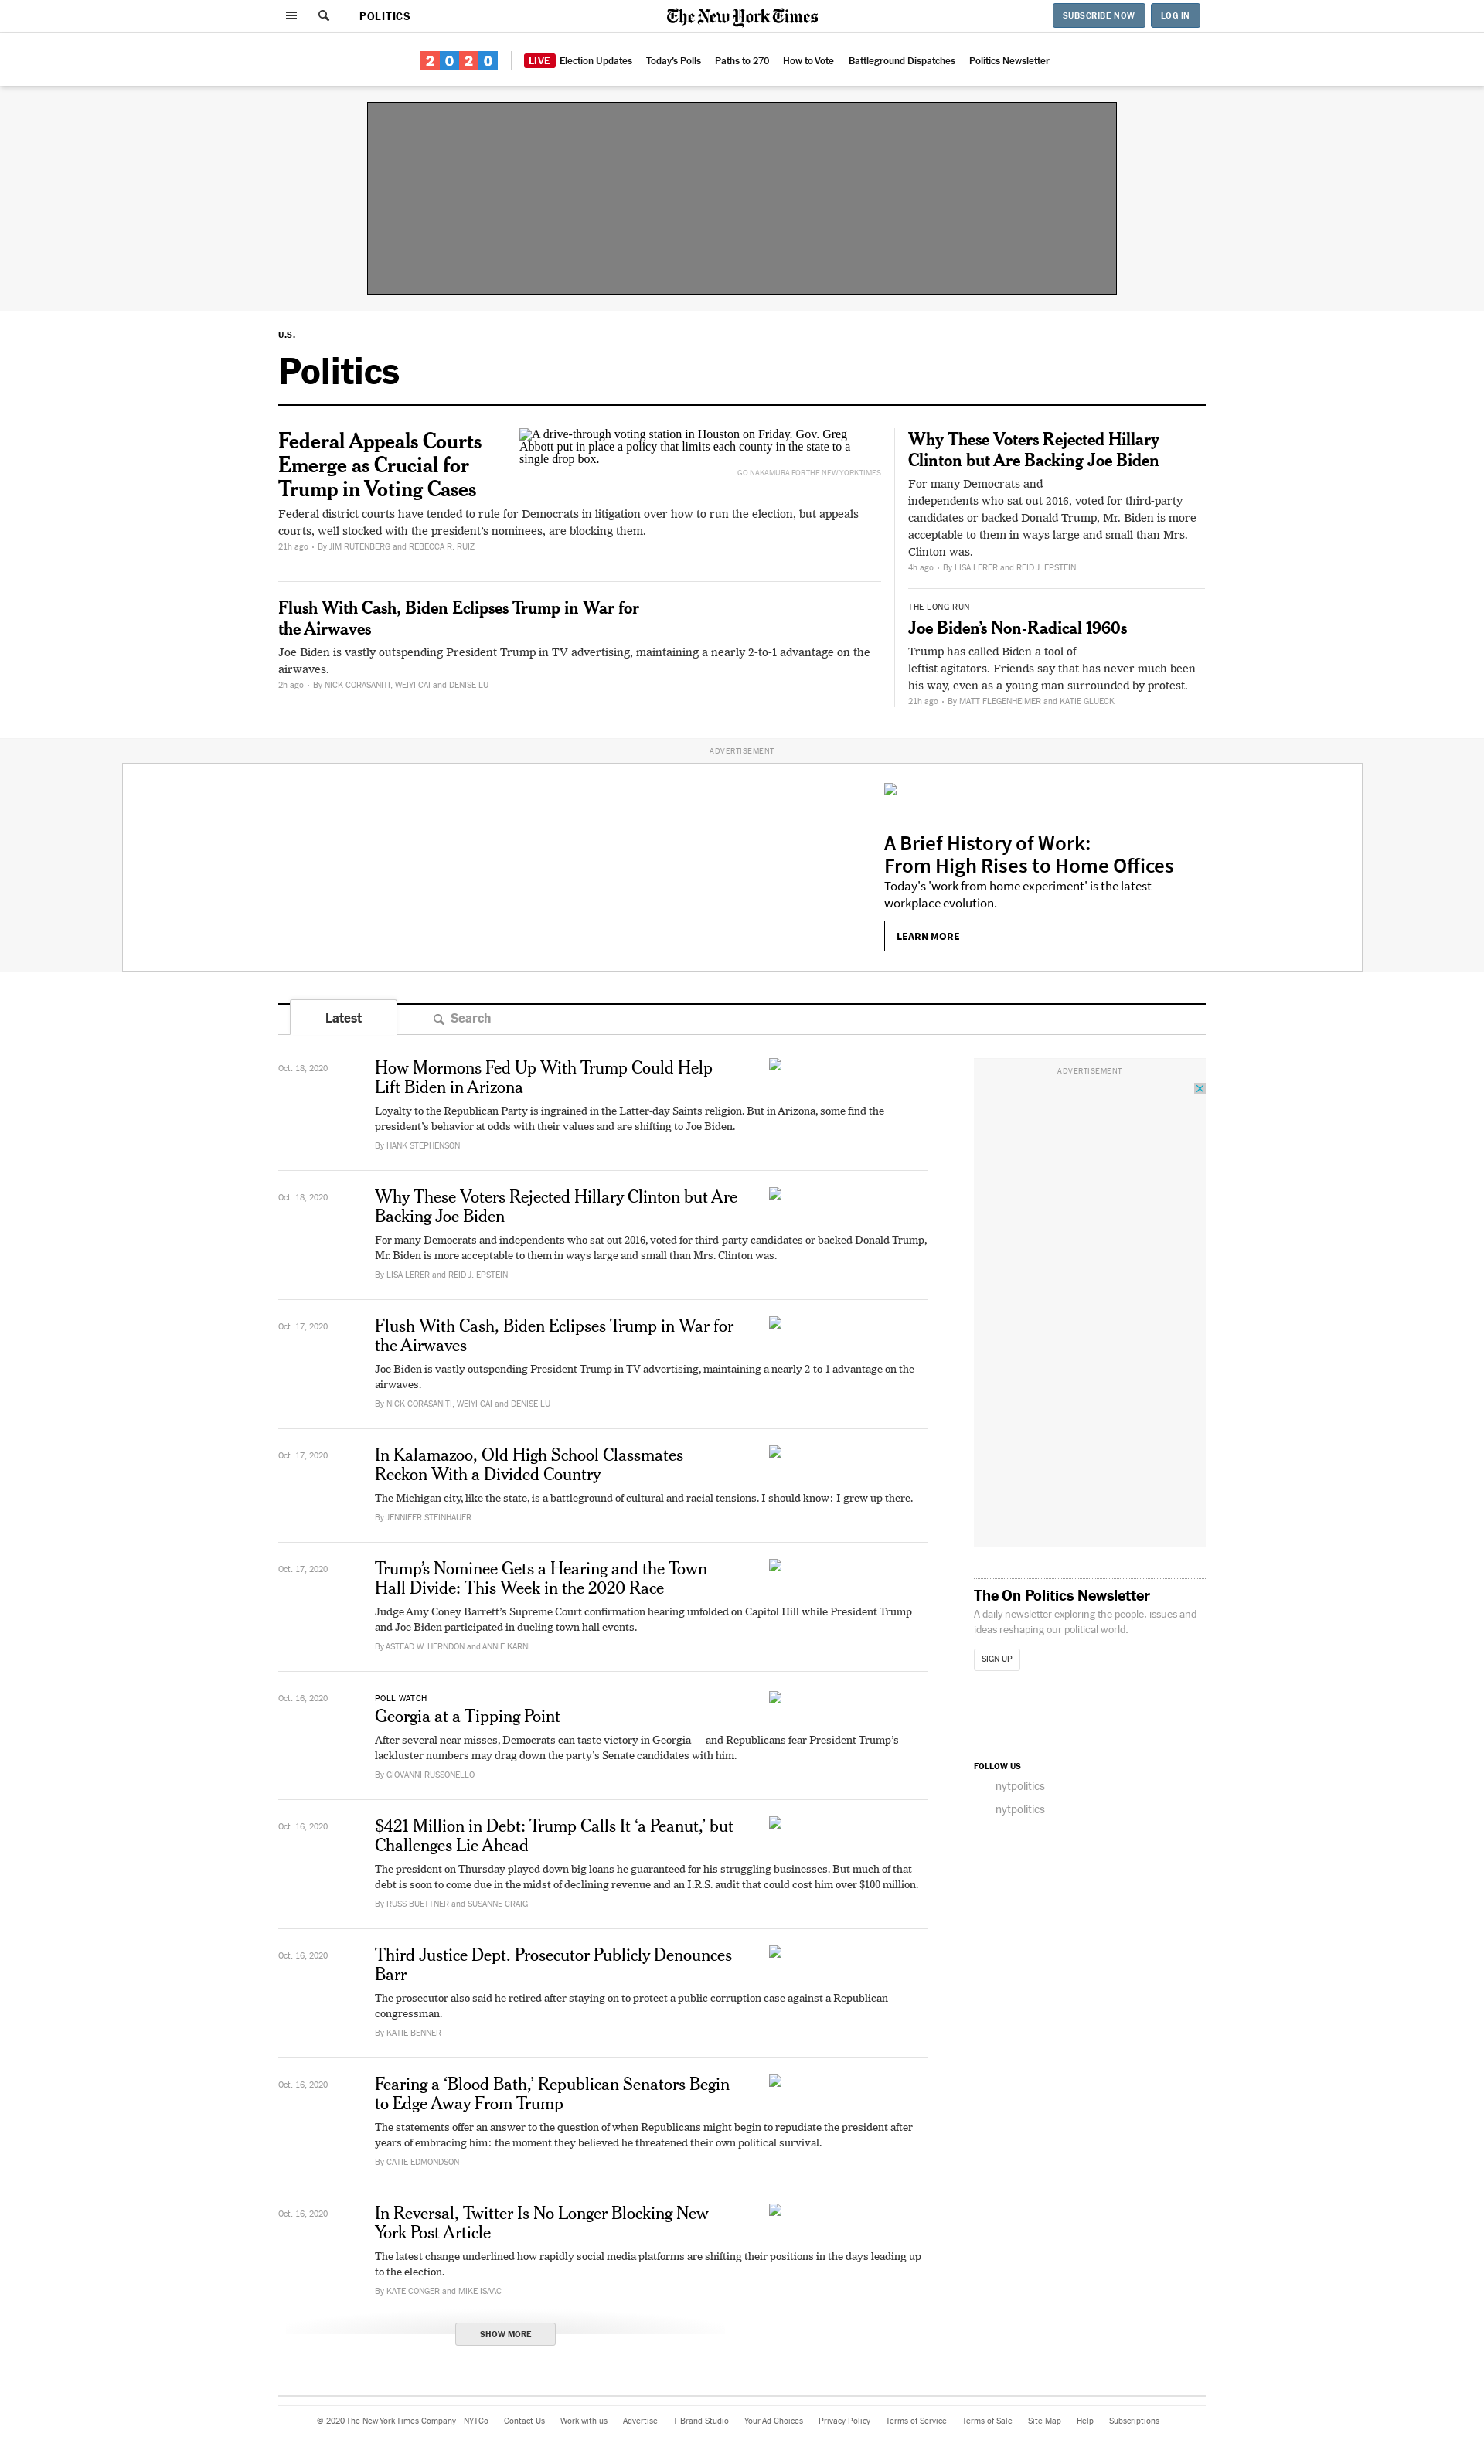 POLITICS
The New York Times
SUBSCRIBE NOW
LOG IN
2020
LIVE Election Updates
Today's Polls
Paths to 270
How to Vote
Battleground Dispatches
Politics Newsletter
U.S.
Politics
Federal Appeals Courts
Emerge as Crucial for
Trump in Voting Cases
A drive-through voting station in Houston on Friday. Gov. Greg
Abbott put in place a policy that limits each county in the state to a
single drop box.
GO NAKAMURA FOR THE NEW YORK TIMES
Federal district courts have tended to rule for Democrats in litigation over how to run the election, but appeals
courts, well stocked with the president's nominees, are blocking them.
21h ago • By JIM RUTENBERG and REBECCA R. RUIZ
Flush With Cash, Biden Eclipses Trump in War for
the Airwaves
Joe Biden is vastly outspending President Trump in TV advertising, maintaining a nearly 2-to-1 advantage on the
airwaves.
2h ago • By NICK CORASANITI, WEIYI CAI and DENISE LU
Why These Voters Rejected Hillary
Clinton but Are Backing Joe Biden
For many Democrats and
independents who sat out 2016, voted for third-party
candidates or backed Donald Trump, Mr. Biden is more
acceptable to them in ways large and small than Mrs.
Clinton was.
4h ago • By LISA LERER and REID J. EPSTEIN
THE LONG RUN
Joe Biden's Non-Radical 1960s
Trump has called Biden a tool of
leftist agitators. Friends say that has never much been
his way, even as a young man surrounded by protest.
21h ago • By MATT FLEGENHEIMER and KATIE GLUECK
ADVERTISEMENT
A Brief History of Work:
From High Rises to Home Offices
Today's 'work from home experiment' is the latest
workplace evolution.
LEARN MORE
Latest
Search
Oct. 18, 2020
How Mormons Fed Up With Trump Could Help
Lift Biden in Arizona
Loyalty to the Republican Party is ingrained in the Latter-day Saints religion. But in Arizona, some find the
president's behavior at odds with their values and are shifting to Joe Biden.
By HANK STEPHENSON
Oct. 18, 2020
Why These Voters Rejected Hillary Clinton but Are
Backing Joe Biden
For many Democrats and independents who sat out 2016, voted for third-party candidates or backed Donald Trump,
Mr. Biden is more acceptable to them in ways large and small than Mrs. Clinton was.
By LISA LERER and REID J. EPSTEIN
Oct. 17, 2020
Flush With Cash, Biden Eclipses Trump in War for
the Airwaves
Joe Biden is vastly outspending President Trump in TV advertising, maintaining a nearly 2-to-1 advantage on the
airwaves.
By NICK CORASANITI, WEIYI CAI and DENISE LU
Oct. 17, 2020
In Kalamazoo, Old High School Classmates
Reckon With a Divided Country
The Michigan city, like the state, is a battleground of cultural and racial tensions. I should know: I grew up there.
By JENNIFER STEINHAUER
Oct. 17, 2020
Trump's Nominee Gets a Hearing and the Town
Hall Divide: This Week in the 2020 Race
Judge Amy Coney Barrett's Supreme Court confirmation hearing unfolded on Capitol Hill while President Trump
and Joe Biden participated in dueling town hall events.
By ASTEAD W. HERNDON and ANNIE KARNI
Oct. 16, 2020
POLL WATCH
Georgia at a Tipping Point
After several near misses, Democrats can taste victory in Georgia — and Republicans fear President Trump's
lackluster numbers may drag down the party's Senate candidates with him.
By GIOVANNI RUSSONELLO
Oct. 16, 2020
$421 Million in Debt: Trump Calls It 'a Peanut,' but
Challenges Lie Ahead
The president on Thursday played down big loans he guaranteed for his struggling businesses. But much of that
debt is soon to come due in the midst of declining revenue and an I.R.S. audit that could cost him over $100 million.
By RUSS BUETTNER and SUSANNE CRAIG
Oct. 16, 2020
Third Justice Dept. Prosecutor Publicly Denounces
Barr
The prosecutor also said he retired after staying on to protect a public corruption case against a Republican
congressman.
By KATIE BENNER
Oct. 16, 2020
Fearing a 'Blood Bath,' Republican Senators Begin
to Edge Away From Trump
The statements offer an answer to the question of when Republicans might begin to repudiate the president after
years of embracing him: the moment they believed he threatened their own political survival.
By CATIE EDMONDSON
Oct. 16, 2020
In Reversal, Twitter Is No Longer Blocking New
York Post Article
The latest change underlined how rapidly social media platforms are shifting their positions in the days leading up
to the election.
By KATE CONGER and MIKE ISAAC
SHOW MORE
ADVERTISEMENT
The On Politics Newsletter
A daily newsletter exploring the people, issues and
ideas reshaping our political world.
SIGN UP
FOLLOW US
nytpolitics
nytpolitics
© 2020 The New York Times Company
NYTCo
Contact Us
Work with us
Advertise
T Brand Studio
Your Ad Choices
Privacy Policy
Terms of Service
Terms of Sale
Site Map
Help
Subscriptions